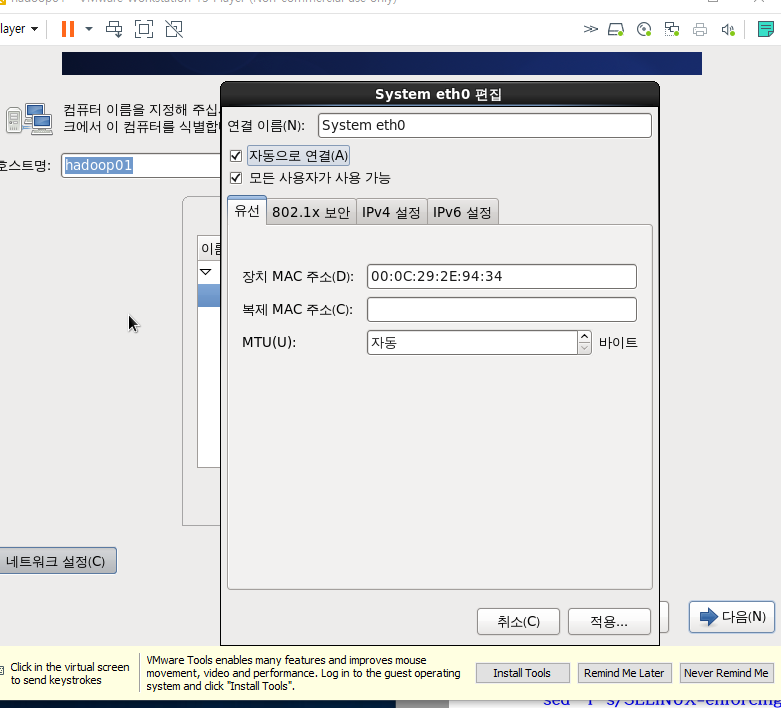 VMware Workstation 15 Player (Non-commercial use only)
layer
컴퓨터 이름을 지정해 주십
크에서 이 컴퓨터를 식별합
호스트명:
hadoop01
이름
네트워크 설정(C)
System eth0 편집
연결 이름(N):
System eth0
자동으로 연결(A)
모든 사용자가 사용 가능
유선
802.1x 보안
IPv4 설정
IPv6 설정
장치 MAC 주소(D):
00:0C:29:2E:94:34
복제 MAC 주소(C):
MTU(U):
자동
바이트
취소(C)
적용...
다음(N)
Click in the virtual screen
to send keystrokes
VMware Tools enables many features and improves mouse
movement, video and performance. Log in to the guest operating
system and click "Install Tools".
Install Tools
Remind Me Later
Never Remind Me